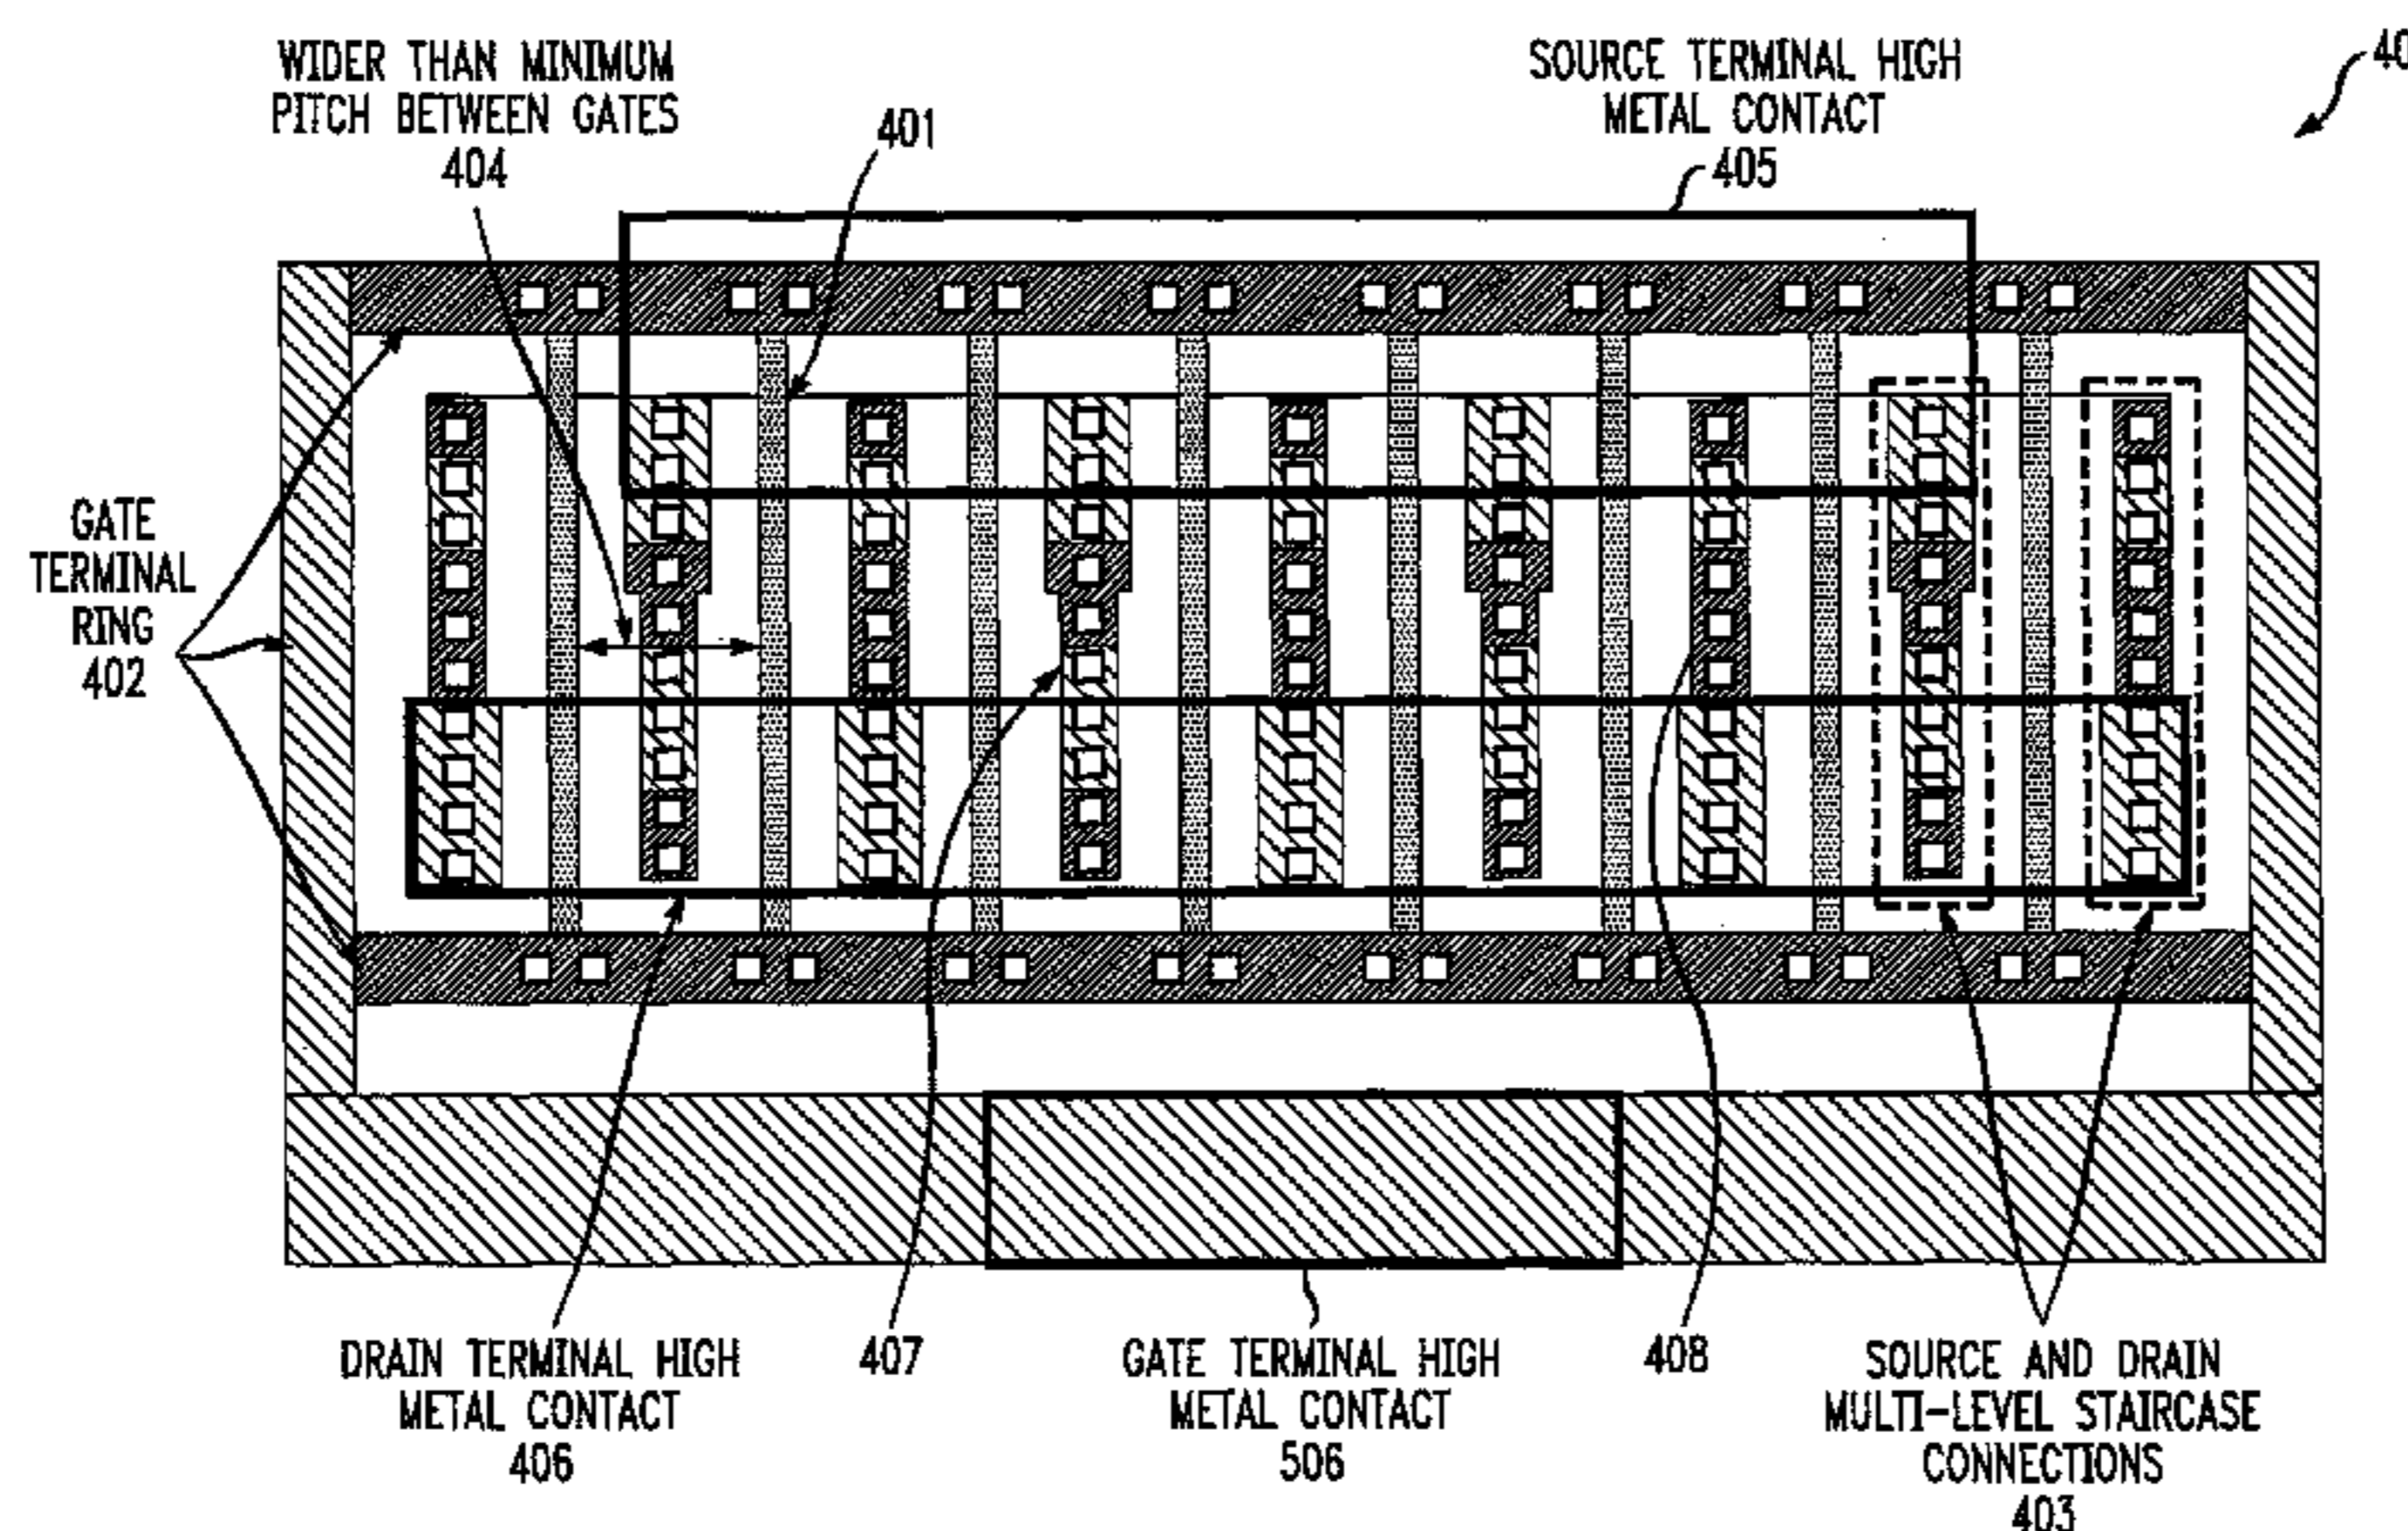 WIDER THAN MINIMUM
PITCH BETWEEN GATES
404
401
SOURCE TERMINAL HIGH
METAL CONTACT
405
40
GATE
TERMINAL
RING
402
DRAIN TERMINAL HIGH
METAL CONTACT
406
407
GATE TERMINAL HIGH
METAL CONTACT
506
408
SOURCE AND DRAIN
MULTI-LEVEL STAIRCASE
CONNECTIONS
403